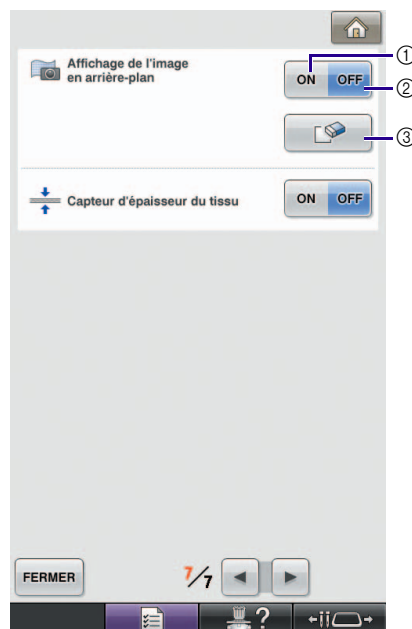 Affichage de l'image
en arrière-plan
ON OFF
①
②
③
Capteur d'épaisseur du tissu
ON OFF
FERMER
7/7
?